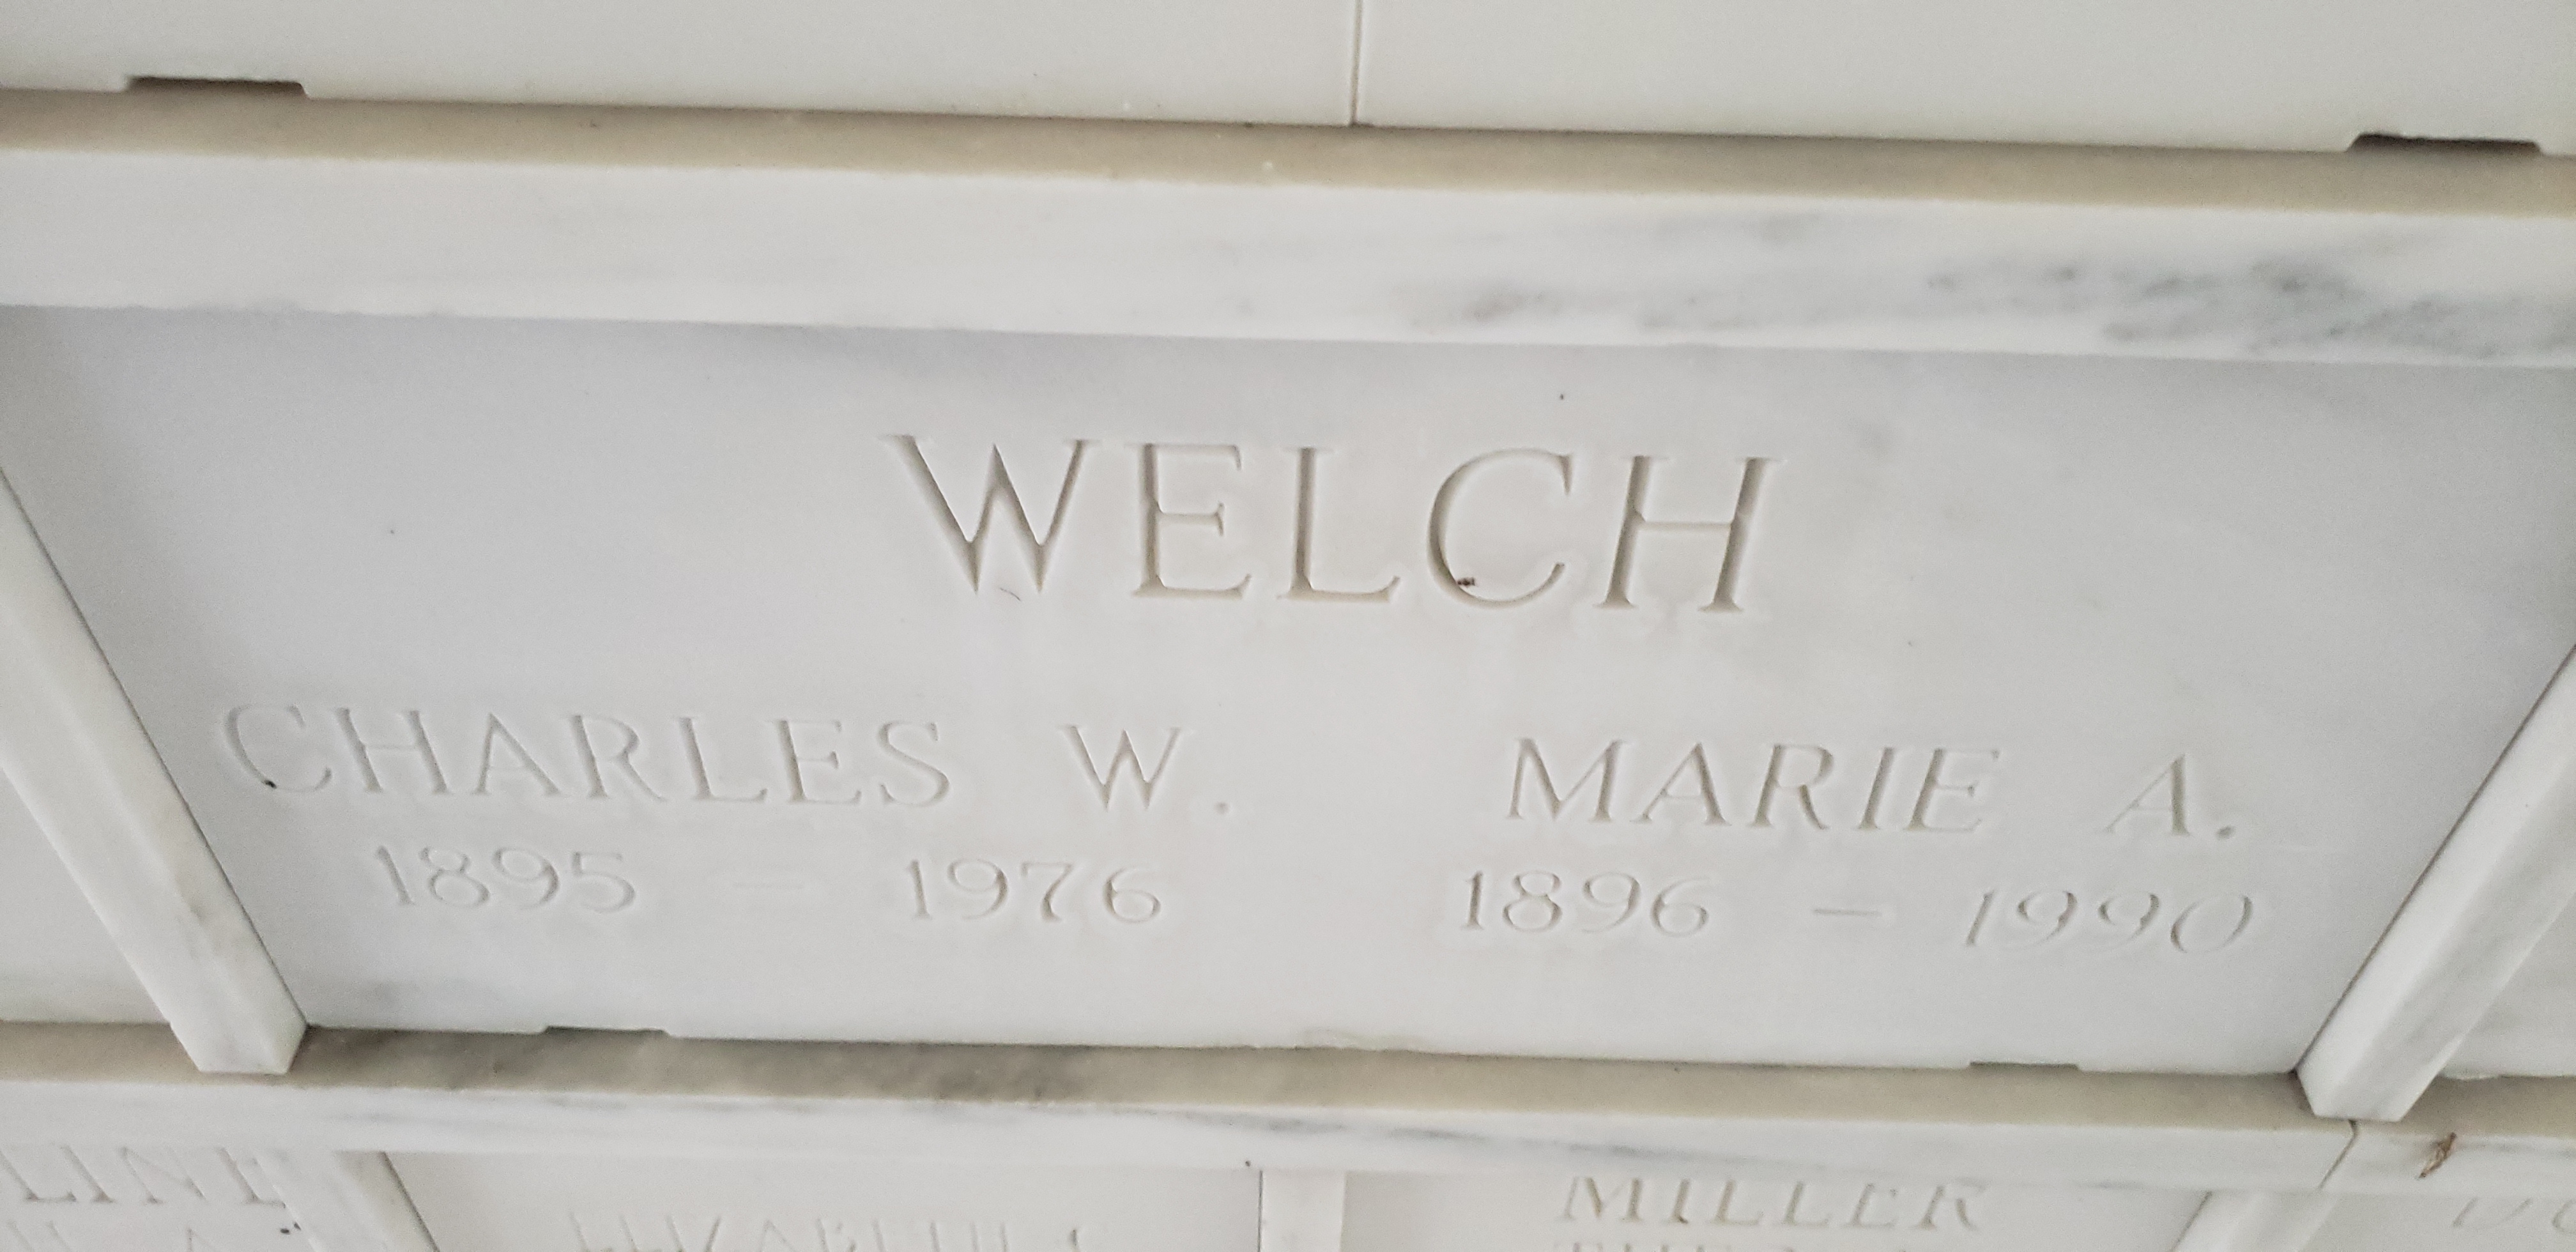 WELCH
CHARLES W. MARIE A.
1895 – 1976 1896 – 1990
MILLER